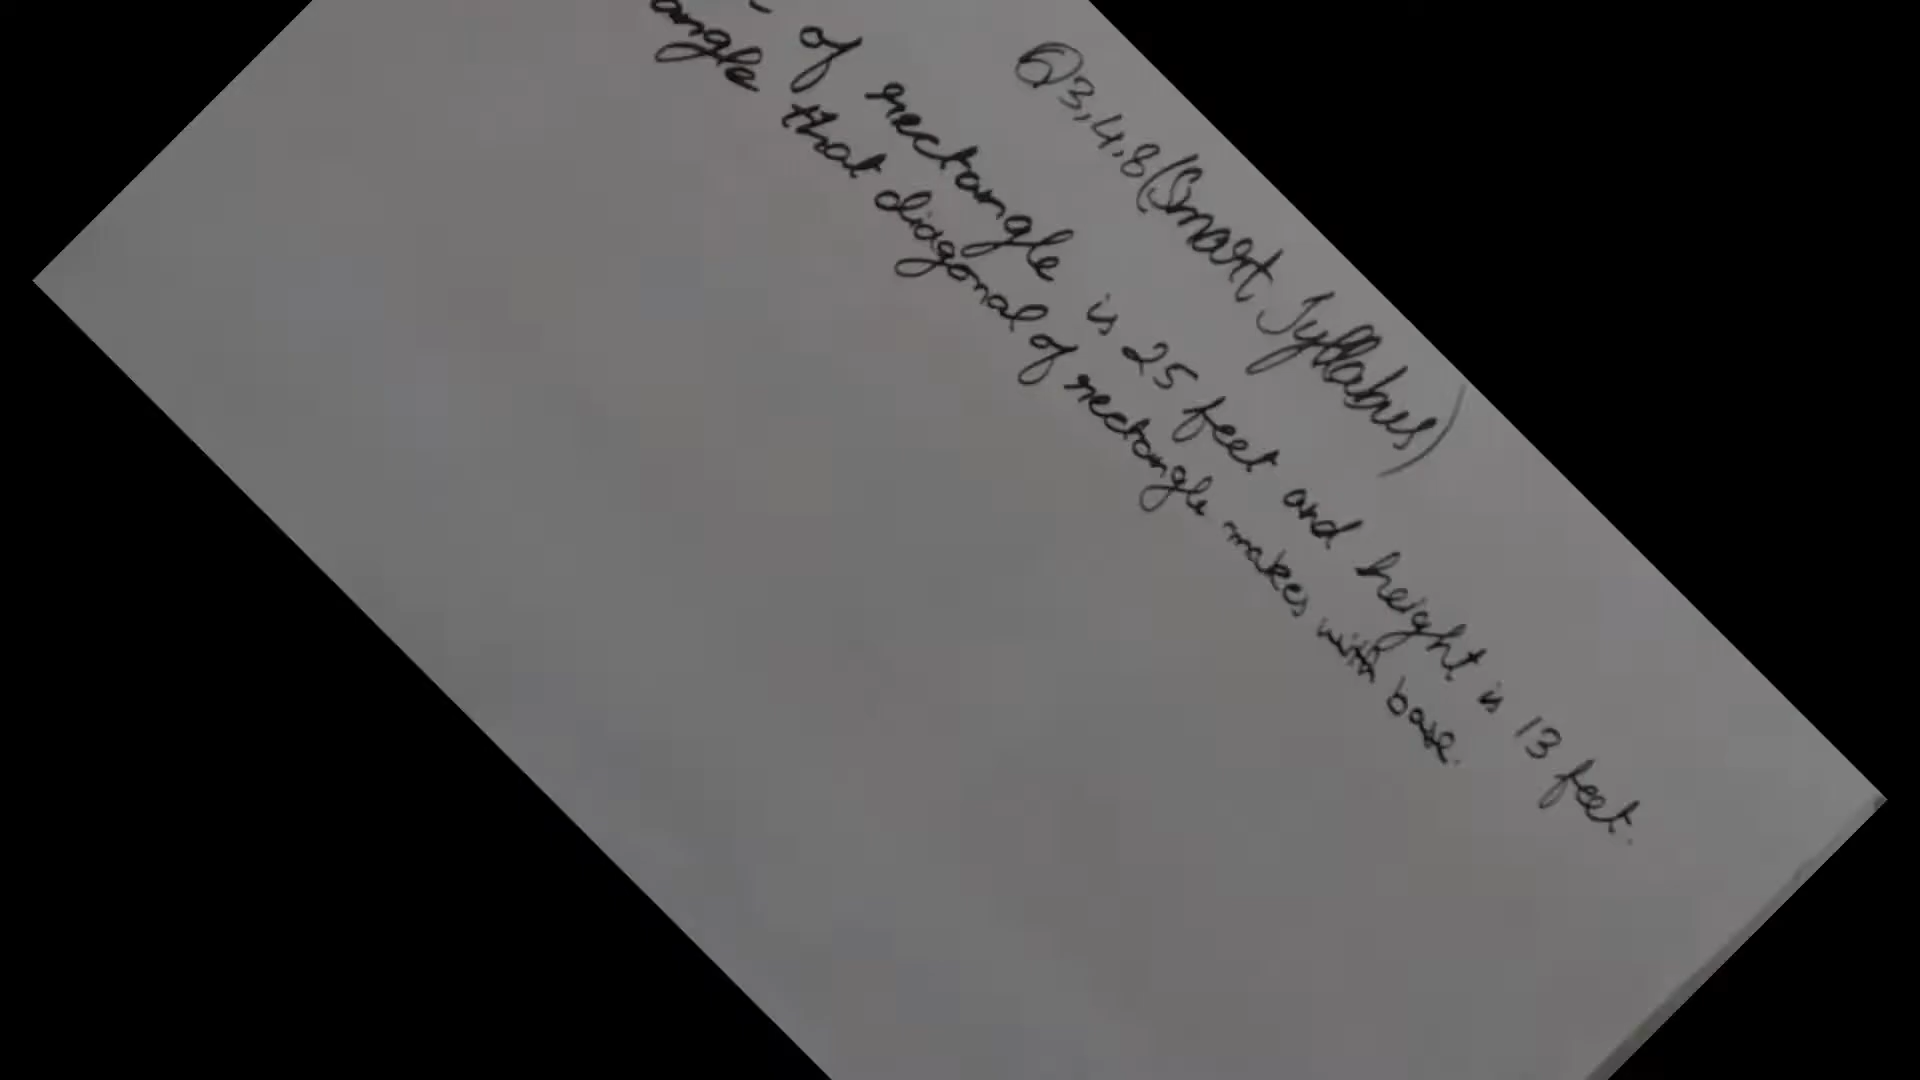 Q3,4,8(Smart Syllabus)
of rectangle is 25 feet and height is 13 feet.
angle that diagonal of rectangle makes with base.